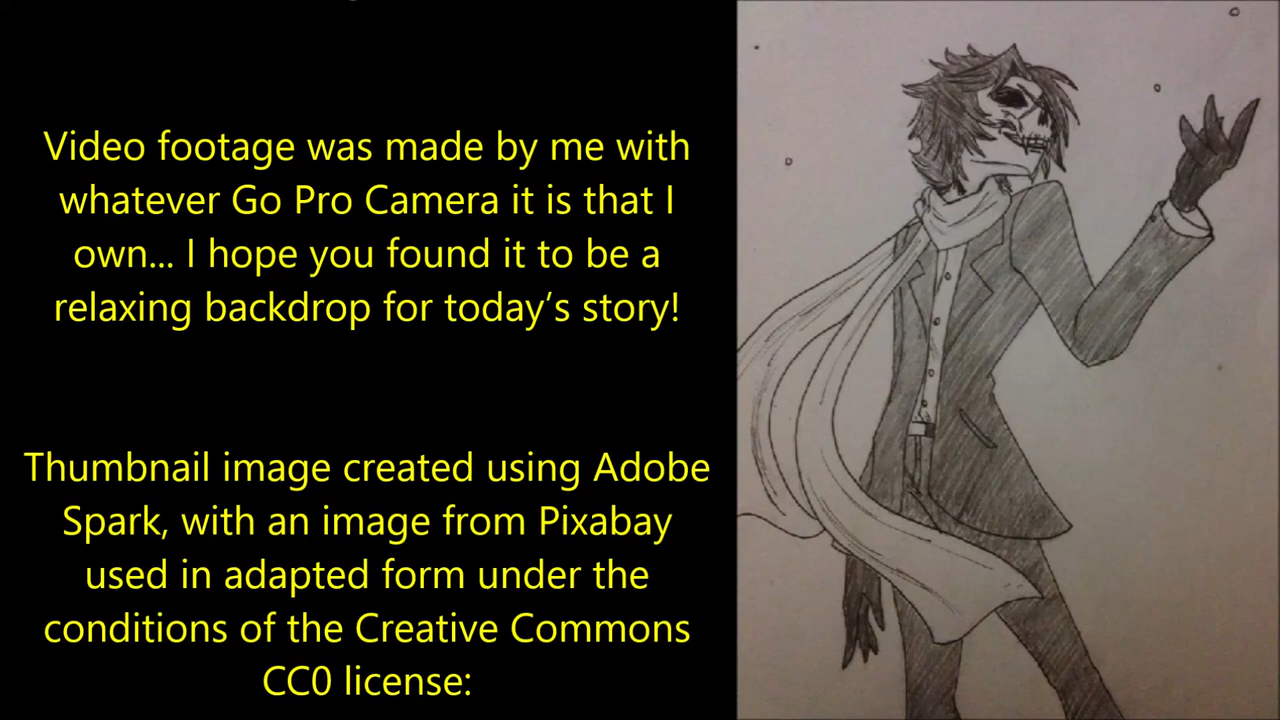 Video footage was made by me with
whatever Go Pro Camera it is that I
own... I hope you found it to be a
relaxing backdrop for today's story!
Thumbnail image created using Adobe
Spark, with an image from Pixabay
used in adapted form under the
conditions of the Creative Commons
CC0 license: